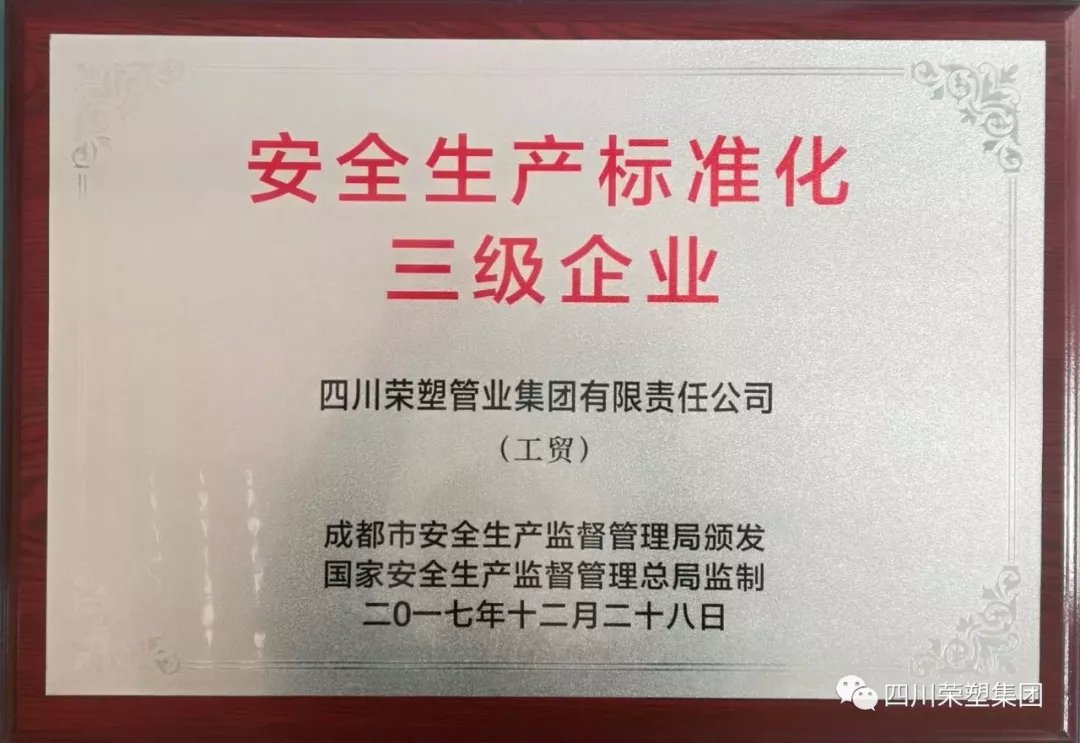 安全生产标准化
三级企业
四川荣塑管业集团有限责任公司
（工贸）
成都市安全生产监督管理局颁发
国家安全生产监督管理总局监制
二0一七年十二月二十八日
四川荣塑集团